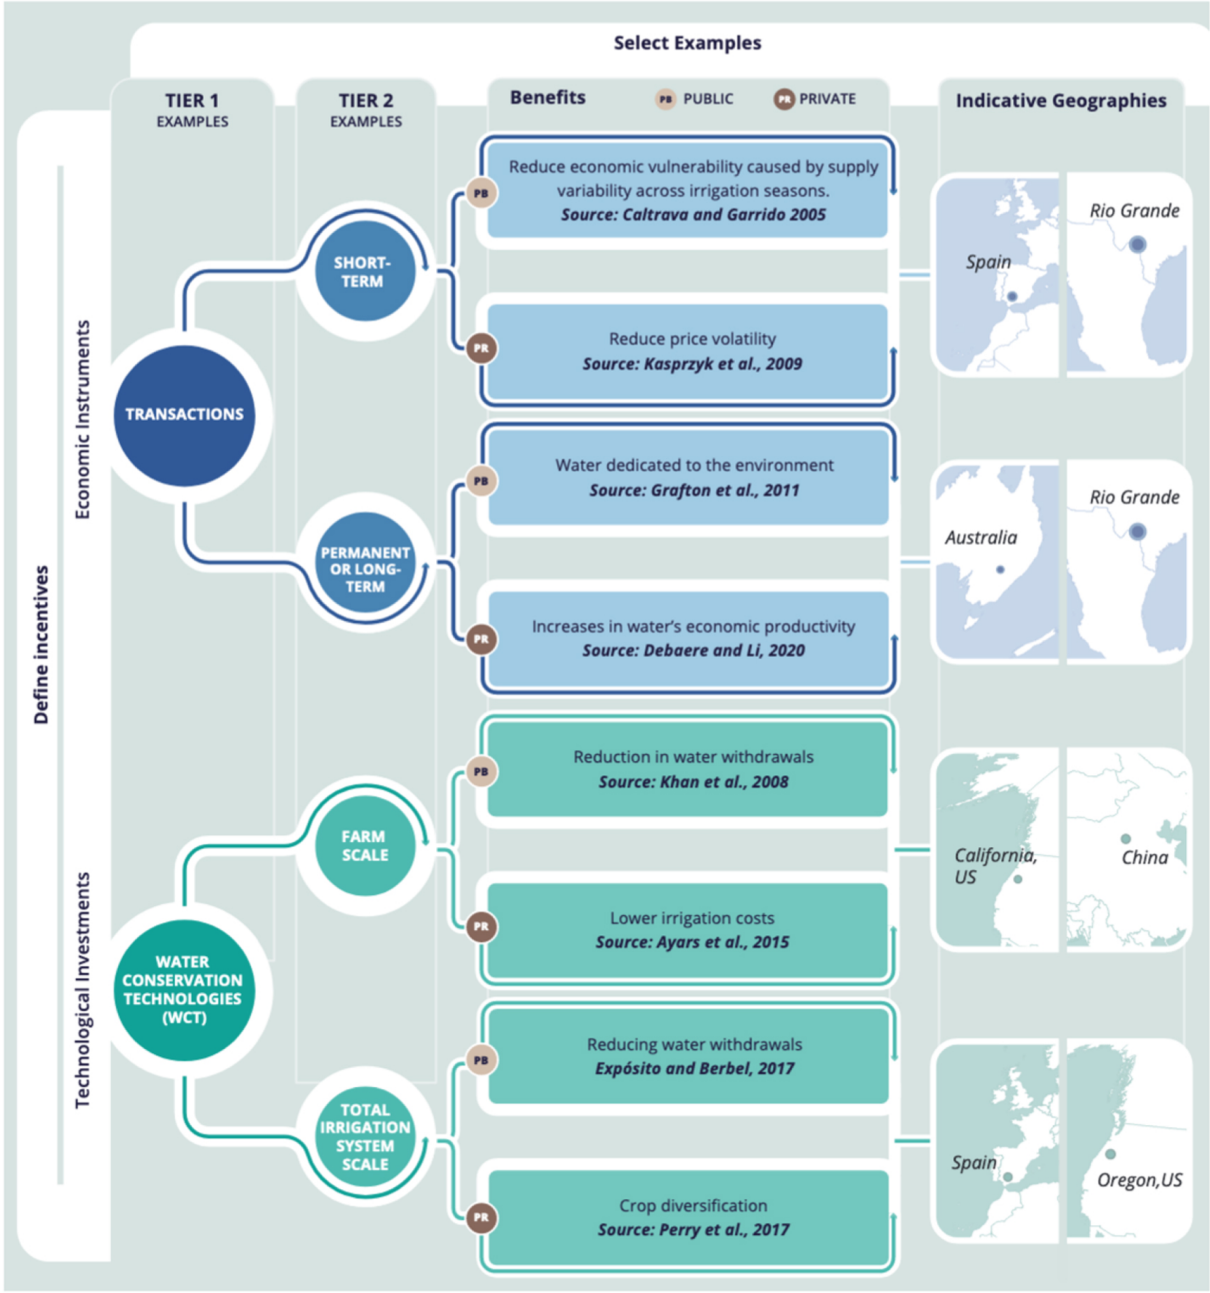 Select Examples
TIER 1
EXAMPLES
TIER 2
EXAMPLES
Benefits
PB PUBLIC
PR PRIVATE
Indicative Geographies
Define incentives
Economic Instruments
TRANSACTIONS
SHORT-
TERM
PB
Reduce economic vulnerability caused by supply
variability across irrigation seasons.
Source: Caltrava and Garrido 2005
PR
Reduce price volatility
Source: Kasprzyk et al., 2009
Spain
Rio Grande
PERMANENT
OR LONG-
TERM
PB
Water dedicated to the environment
Source: Grafton et al., 2011
PR
Increases in water's economic productivity
Source: Debaere and Li, 2020
Australia
Rio Grande
Technological Investments
WATER
CONSERVATION
TECHNOLOGIES
(WCT)
FARM
SCALE
PB
Reduction in water withdrawals
Source: Khan et al., 2008
PR
Lower irrigation costs
Source: Ayars et al., 2015
California,
US
China
TOTAL
IRRIGATION
SYSTEM
SCALE
PB
Reducing water withdrawals
Expósito and Berbel, 2017
PR
Crop diversification
Source: Perry et al., 2017
Spain
Oregon,US